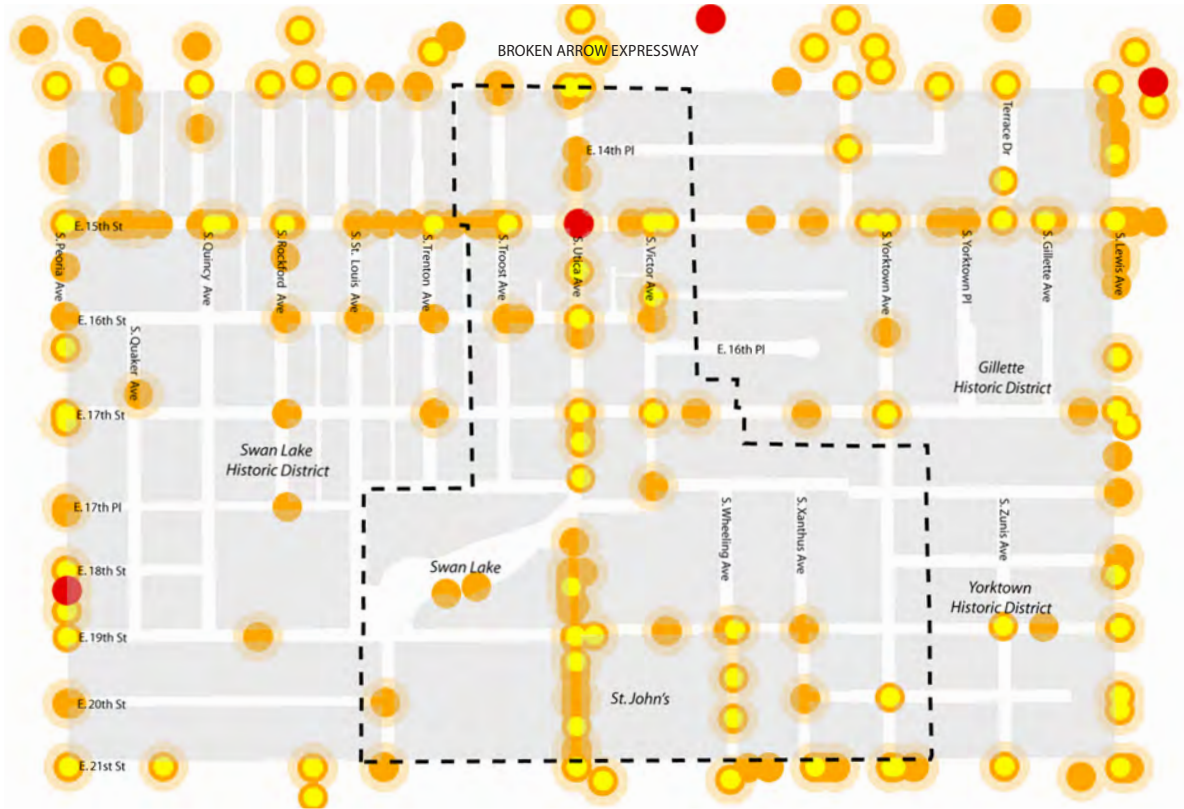 BROKEN ARROW EXPRESSWAY
Terrace Dr
E. 14th Pl
E. 15th St
S. Peoria Ave
S. Quincy Ave
S. Rockford Ave
S. St. Louis Ave
S. Trenton Ave
S. Troost Ave
S. Utica Ave
S. Victor Ave
S. Yorktown Ave
S. Yorktown Pl
S. Gillette Ave
S. Lewis Ave
E. 16th St
S. Quaker Ave
E. 16th Pl
Gillette
Historic District
E. 17th St
Swan Lake
Historic District
E. 17th Pl
S. Wheeling Ave
S. Xanthus Ave
S. Zunis Ave
E. 18th St
Swan Lake
Yorktown
Historic District
E. 19th St
E. 20th St
St. John's
E. 21st St